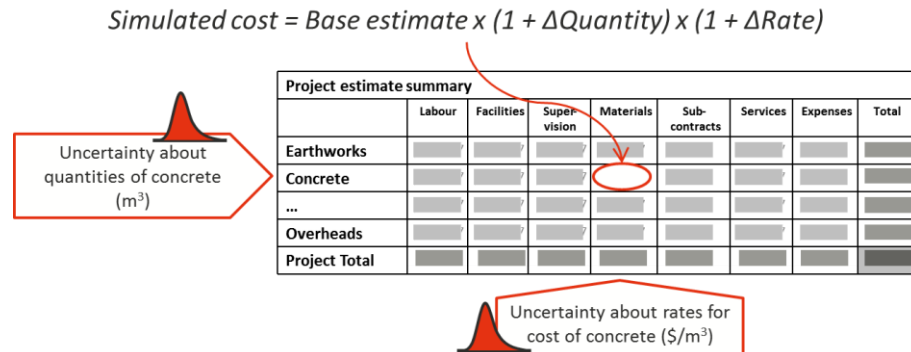 Simulated cost = Base estimate x (1 + ΔQuantity) x (1 + ΔRate)
Project estimate summary
Labour Facilities Super-vision Materials Sub-contracts Services Expenses Total
Earthworks
Uncertainty about
quantities of concrete
(m³)
Concrete
...
Overheads
Project Total
Uncertainty about rates for
cost of concrete ($/m³)